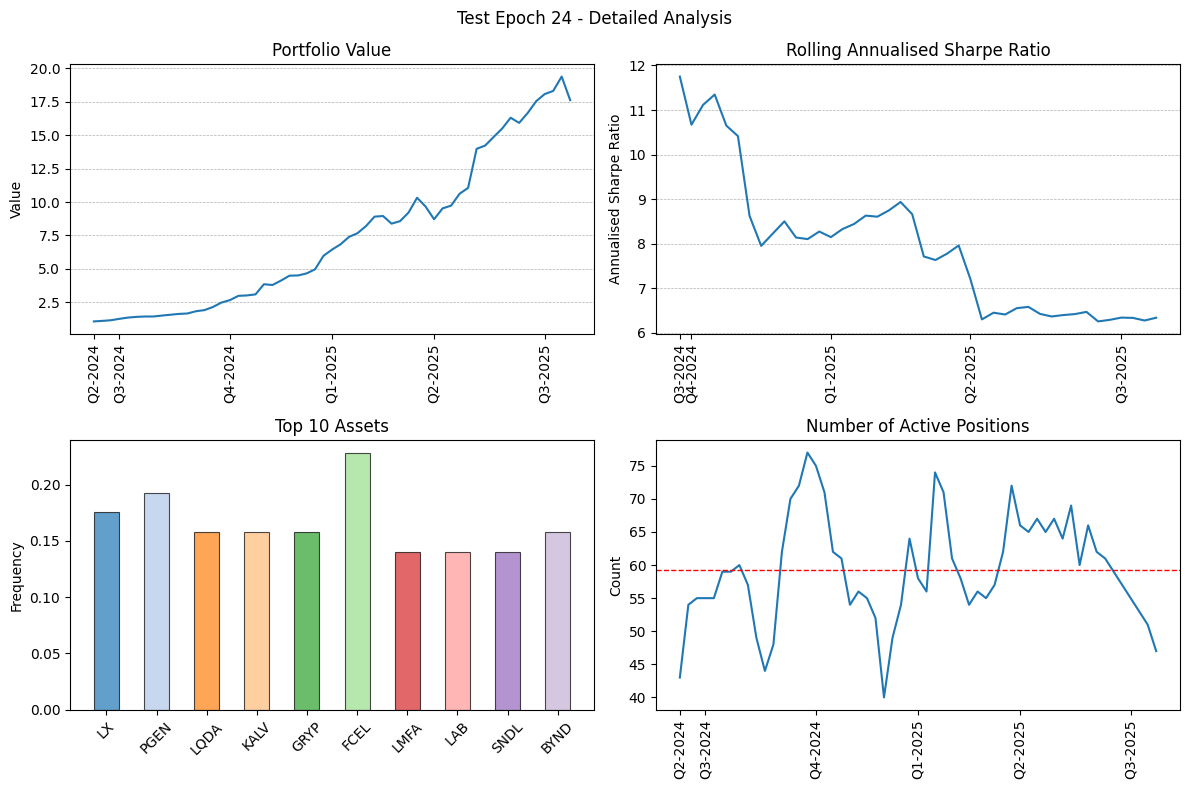 Test Epoch 24 - Detailed Analysis
Portfolio Value
Value
20.0
17.5
15.0
12.5
10.0
7.5
5.0
2.5
Q2-2024
Q3-2024
Q4-2024
Q1-2025
Q2-2025
Q3-2025
Rolling Annualised Sharpe Ratio
Annualised Sharpe Ratio
12
11
10
9
8
7
6
Q3-2024
Q4-2024
Q1-2025
Q2-2025
Q3-2025
Top 10 Assets
Frequency
0.20
0.15
0.10
0.05
0.00
LX
PGEN
LQDA
KALV
GRYP
FCEL
LMFA
LAB
SNDL
BYND
Number of Active Positions
Count
75
70
65
60
55
50
45
40
Q2-2024
Q3-2024
Q4-2024
Q1-2025
Q2-2025
Q3-2025